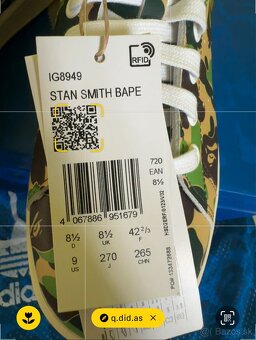 RFID
IG8949
STAN SMITH BAPE
720
EAN
8½
4 067886 951679
8½ 8½ 42⅔
D UK F
9 270 265
US J CHN
adidas
q.did.as